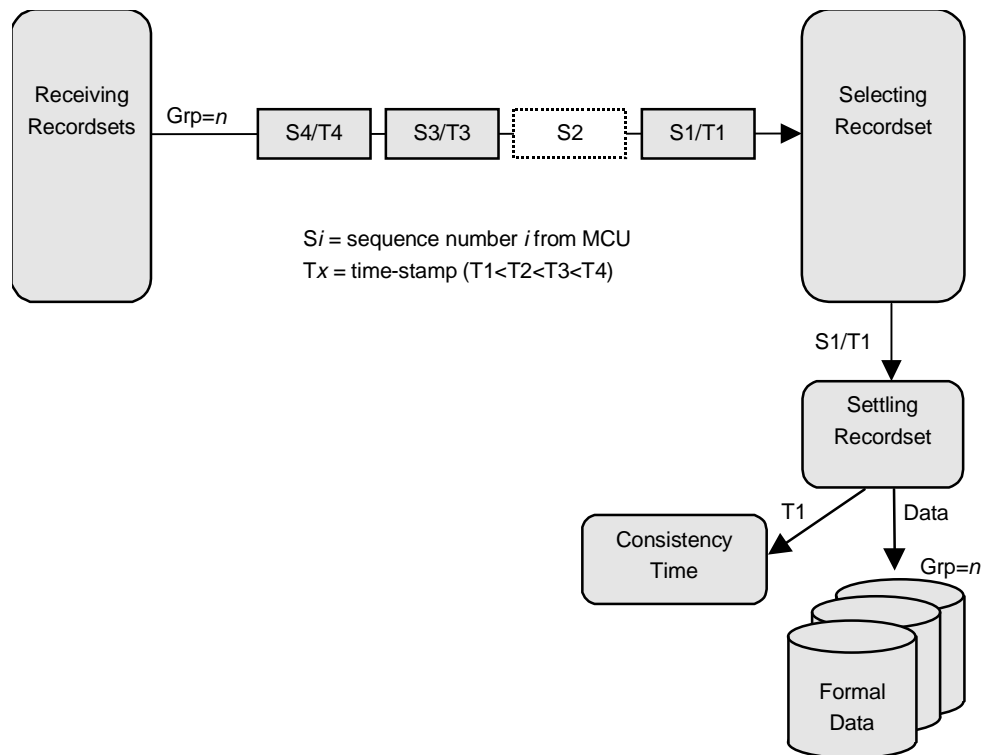 Receiving
Recordsets
Grp=n
S4/T4
S3/T3
S2
S1/T1
Selecting
Recordset
Si = sequence number i from MCU
Tx = time-stamp (T1<T2<T3<T4)
S1/T1
Settling
Recordset
T1
Data
Consistency
Time
Grp=n
Formal
Data